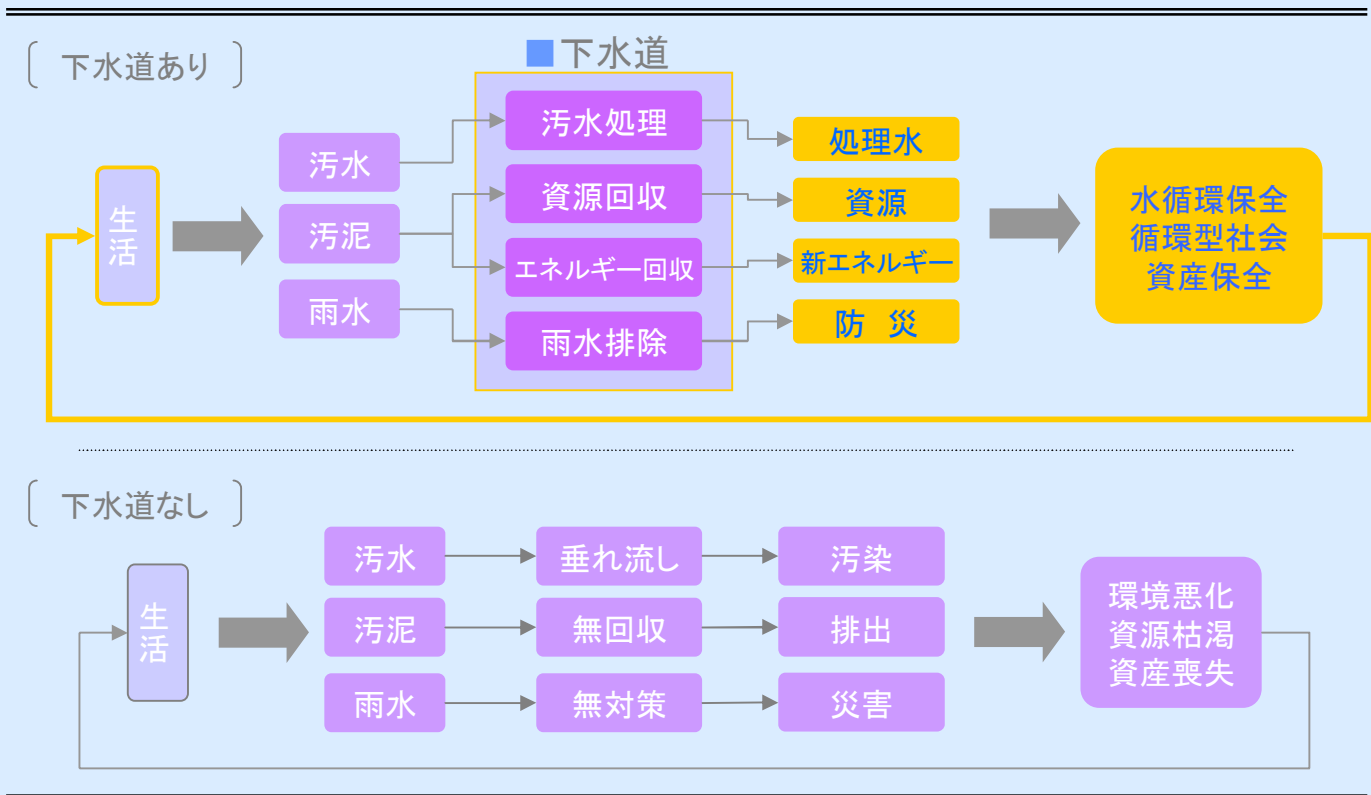 〔 下水道あり 〕
■下水道
生活
汚水
汚泥
雨水
汚水処理
資源回収
エネルギー回収
雨水排除
処理水
資源
新エネルギー
防 災
水循環保全
循環型社会
資産保全
〔 下水道なし 〕
生活
汚水
垂れ流し
汚染
汚泥
無回収
排出
雨水
無対策
災害
環境悪化
資源枯渇
資産喪失